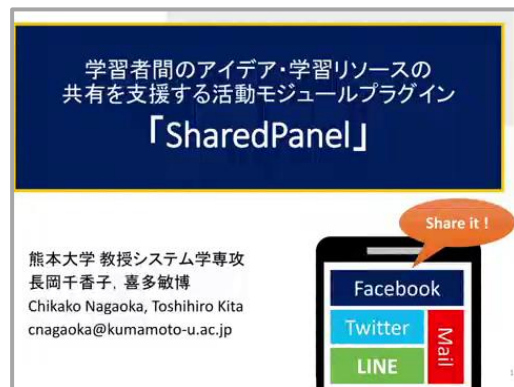 学習者間のアイデア・学習リソースの
共有を支援する活動モジュールプラグイン
「SharedPanel」
Share it !
熊本大学 教授システム学専攻
長岡千香子, 喜多敏博
Chikako Nagaoka, Toshihiro Kita
cnagaoka@kumamoto-u.ac.jp
Facebook
Twitter
Mail
LINE
1